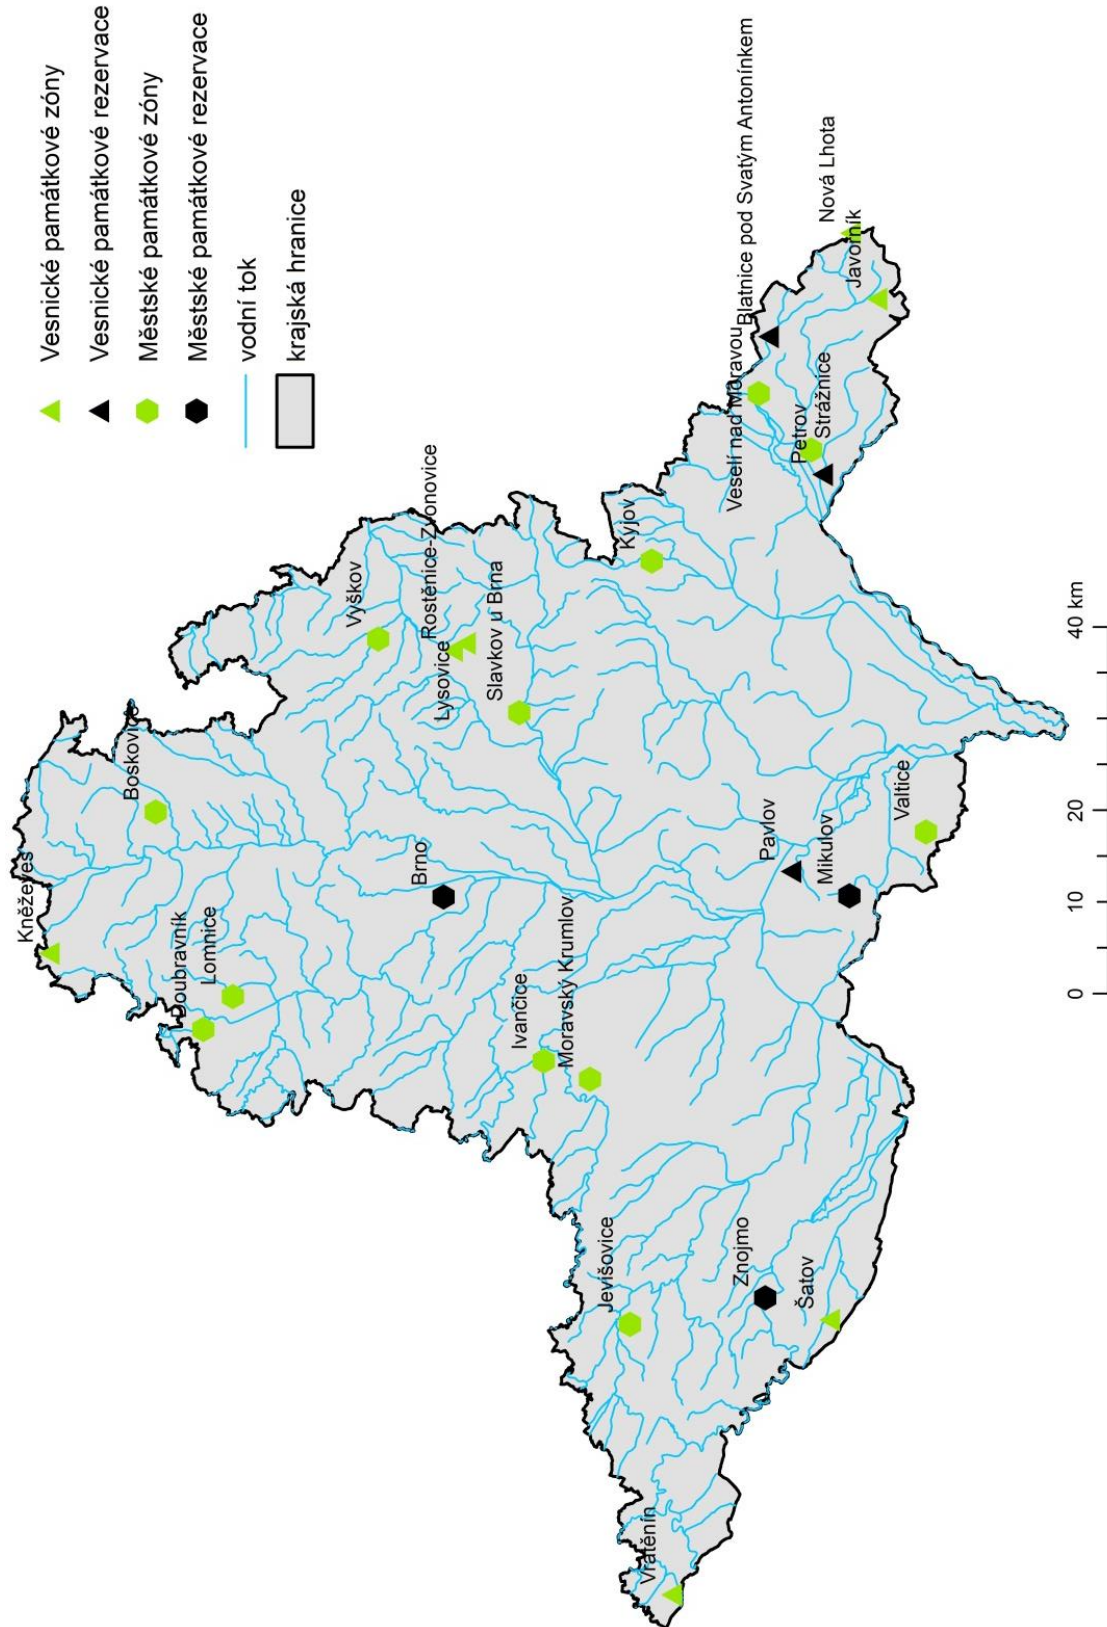 Vesnické památkové zóny
Vesnické památkové rezervace
Městské památkové zóny
Městské památkové rezervace
vodní tok
krajská hranice
Kněževes
Boskovice
Doubravník
Lomnice
Vyškov
Brno
Rostěnice-Zvonovice
Lysovice
Slavkov u Brna
Ivančice
Moravský Krumlov
Jevišovice
Kyjov
Vratěnín
Veselí nad Moravou
Znojmo
Blatnice pod Svatým Antonínkem
Pavlov
Petrov
Šatov
Strážnice
Mikulov
Nová Lhota
Javorník
Valtice
0 10 20 40 km